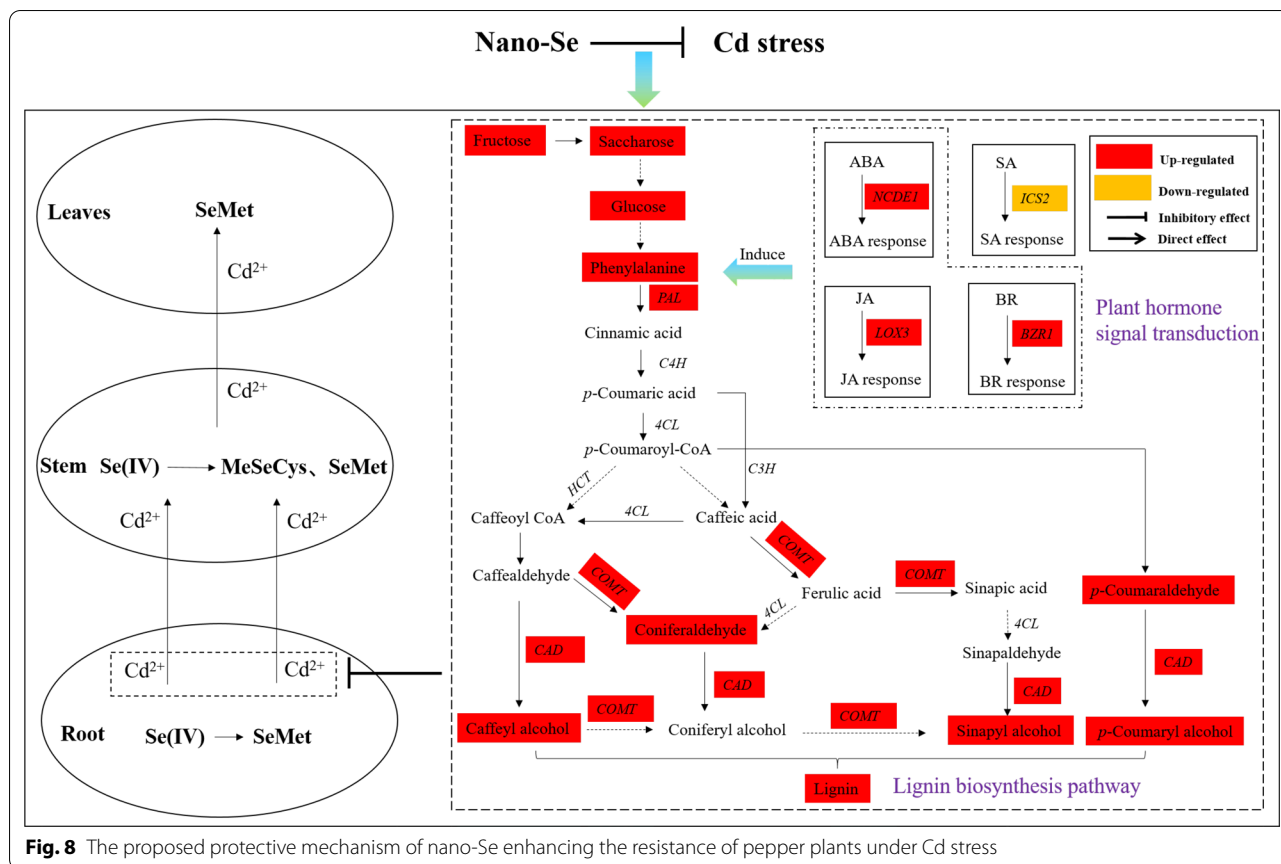 Nano-Se Cd stress
Leaves
SeMet
Cd²⁺
Cd²⁺
Stem Se(IV) MeSeCys、SeMet
Cd²⁺ Cd²⁺
Cd²⁺ Cd²⁺
Root
Se(IV) SeMet
Fructose Saccharose
Glucose
Phenylalanine
PAL
Cinnamic acid
C4H
p-Coumaric acid
4CL
p-Coumaroyl-CoA
C3H
HCT
Caffeoyl CoA 4CL Caffeic acid
COMT
Caffealdehyde COMT
Ferulic acid COMT Sinapic acid
p-Coumaraldehyde
4CL
4CL
Coniferaldehyde
Sinapaldehyde
CAD
CAD
CAD
CAD
Caffeyl alcohol COMT Coniferyl alcohol COMT Sinapyl alcohol p-Coumaryl alcohol
Lignin
Lignin biosynthesis pathway
Induce
ABA
NCDE1
ABA response
SA
ICS2
SA response
JA
LOX3
JA response
BR
BZR1
BR response
Plant hormone
signal transduction
Up-regulated
Down-regulated
Inhibitory effect
Direct effect
Fig. 8 The proposed protective mechanism of nano-Se enhancing the resistance of pepper plants under Cd stress